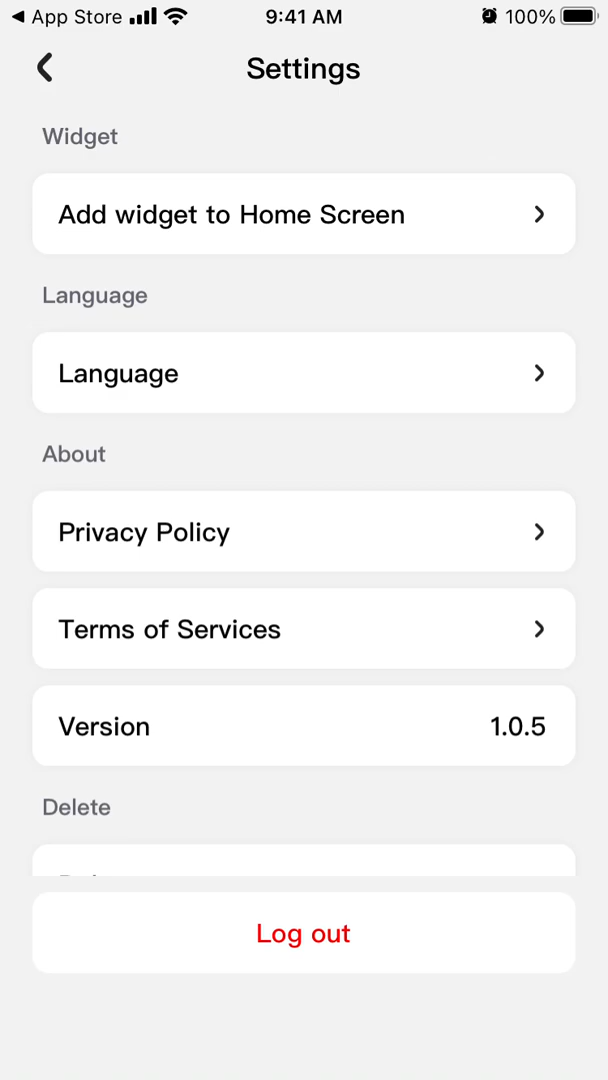 App Store 9:41 AM 100%
Settings
Widget
Add widget to Home Screen
Language
Language
About
Privacy Policy
Terms of Services
Version 1.0.5
Delete
Log out